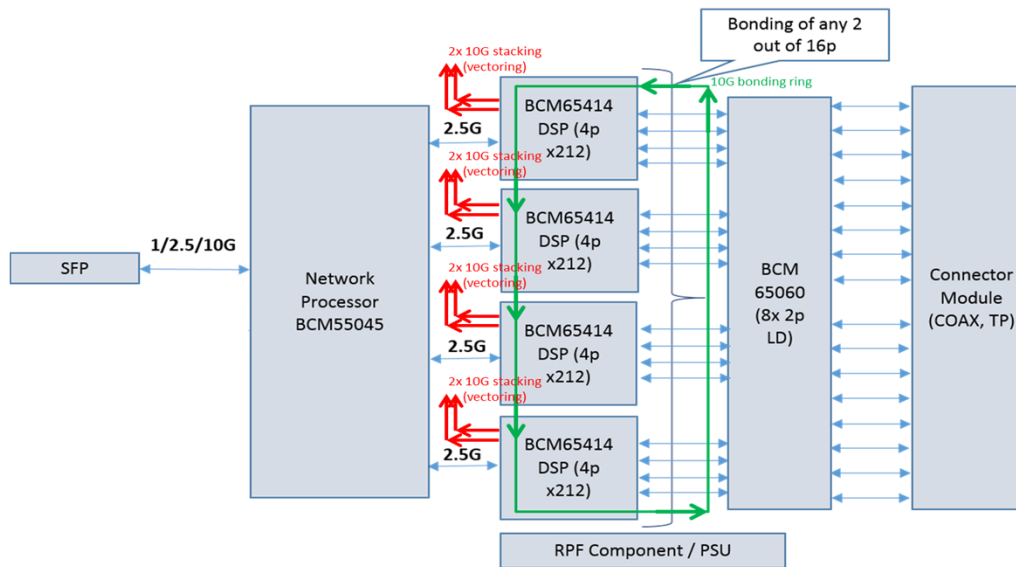 Bonding of any 2
out of 16p
2x 10G stacking
(vectoring)
10G bonding ring
BCM65414
DSP (4p
x212)
2.5G
2x 10G stacking
(vectoring)
BCM65414
DSP (4p
x212)
2.5G
1/2.5/10G
SFP
Network
Processor
BCM55045
2x 10G stacking
(vectoring)
BCM65414
DSP (4p
x212)
2.5G
BCM
65060
(8x 2p
LD)
Connector
Module
(COAX, TP)
2x 10G stacking
(vectoring)
BCM65414
DSP (4p
x212)
2.5G
RPF Component / PSU